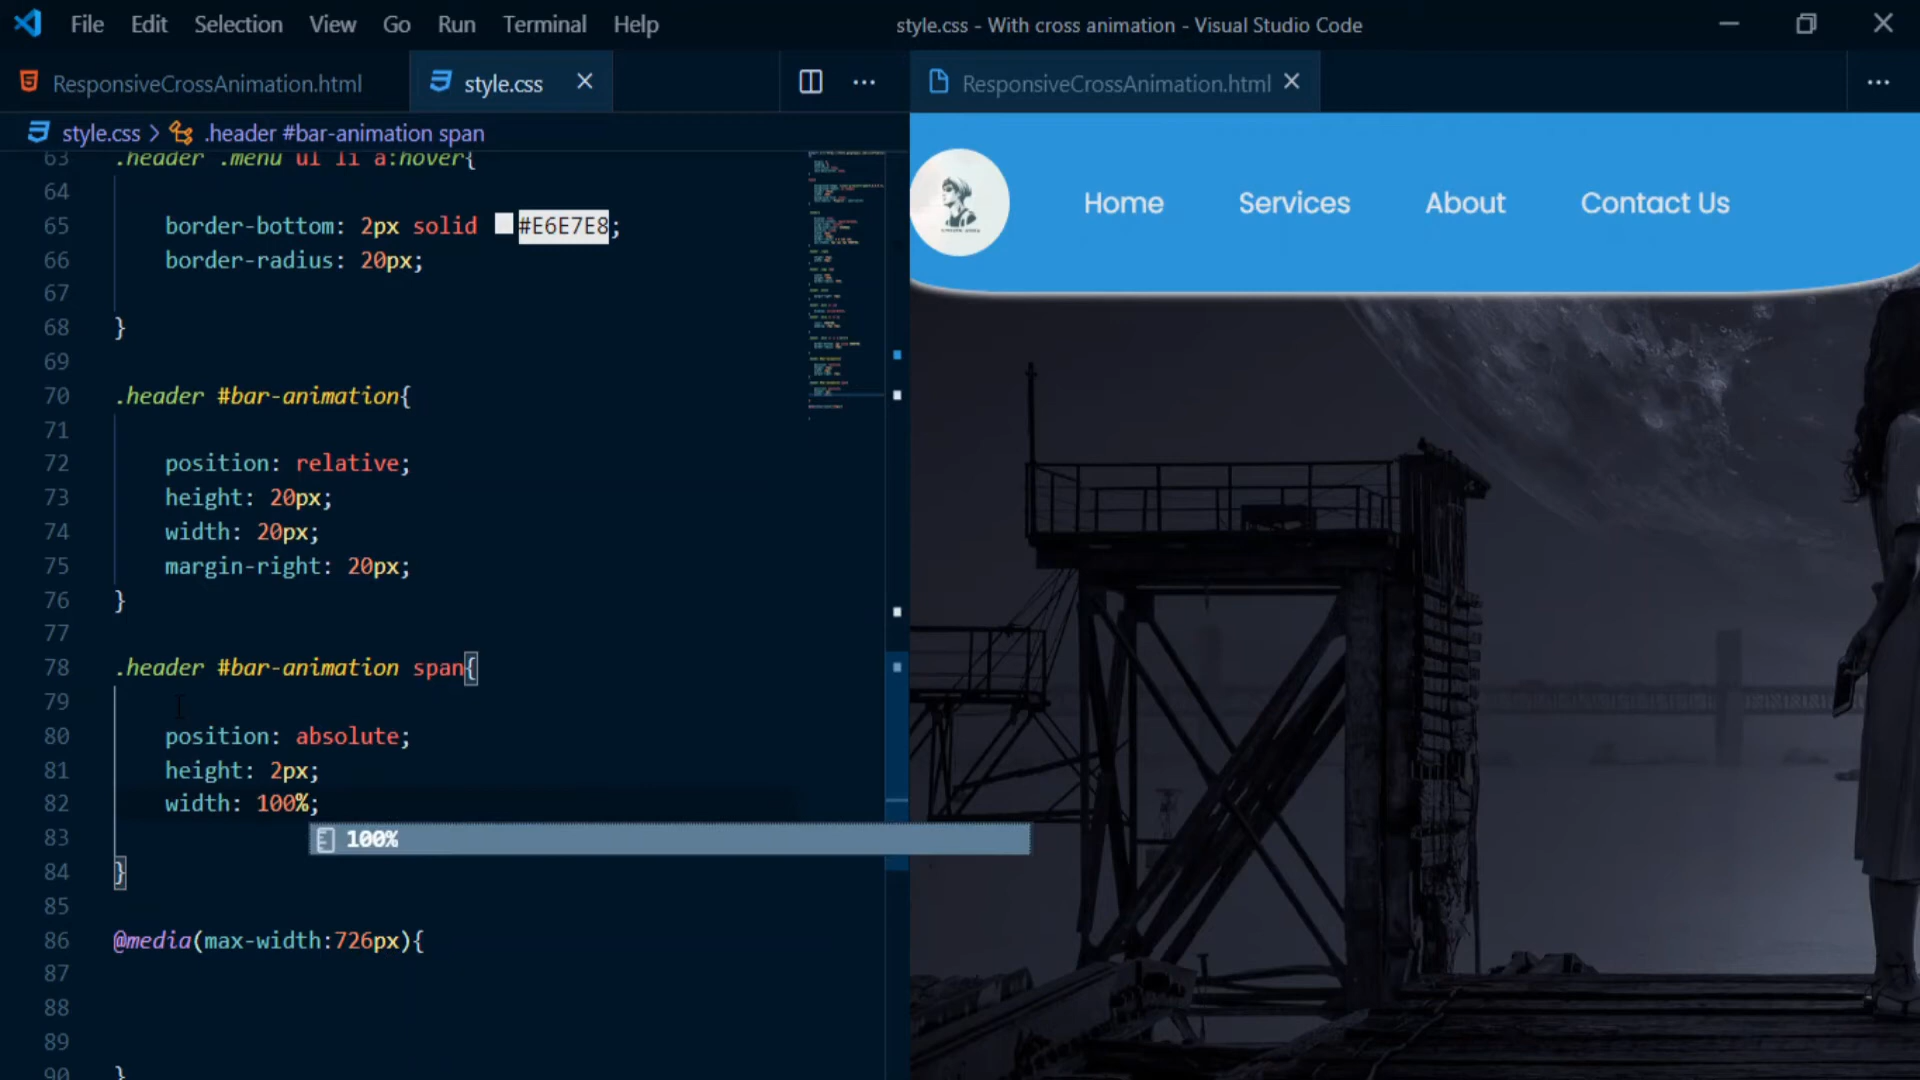 File Edit Selection View Go Run Terminal Help
style.css - With cross animation - Visual Studio Code
ResponsiveCrossAnimation.html
style.css
ResponsiveCrossAnimation.html
style.css > .header #bar-animation span
63 .header .menu ul li a:hover{
64
65 border-bottom: 2px solid #E6E7E8;
66 border-radius: 20px;
67
68 }
69
70 .header #bar-animation{
71
72 position: relative;
73 height: 20px;
74 width: 20px;
75 margin-right: 20px;
76 }
77
78 .header #bar-animation span{
79
80 position: absolute;
81 height: 2px;
82 width: 100%;
83
100%
84 }
85
86 @media(max-width:726px){
87
88
89
90 }
Home Services About Contact Us